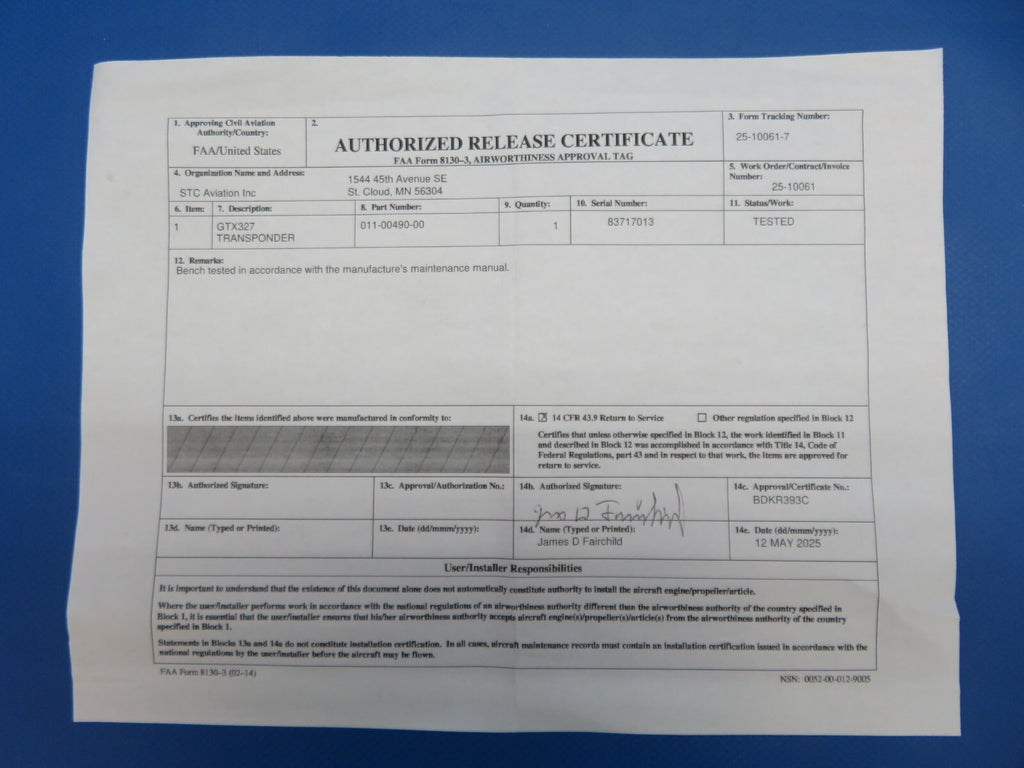 1. Approving Civil Aviation
Authority/Country:
FAA/United States
2.
AUTHORIZED RELEASE CERTIFICATE
FAA Form 8130–3, AIRWORTHINESS APPROVAL TAG
3. Form Tracking Number:
25-10061-7
4. Organization Name and Address:
STC Aviation Inc
1544 45th Avenue SE
St. Cloud, MN 56304
5. Work Order/Contract/Invoice
Number:
25-10061
6. Item:
1
7. Description:
GTX327
TRANSPONDER
8. Part Number:
011-00490-00
9. Quantity:
1
10. Serial Number:
83717013
11. Status/Work:
TESTED
12. Remarks:
Bench tested in accordance with the manufacture's maintenance manual.
13a. Certifies the items identified above were manufactured in conformity to:
14a. ☒ 14 CFR 43.9 Return to Service ☐ Other regulation specified in Block 12
Certifies that unless otherwise specified in Block 12, the work identified in Block 11
and described in Block 12 was accomplished in accordance with Title 14, Code of
Federal Regulations, part 43 and in respect to that work, the items are approved for
return to service.
13b. Authorized Signature:
13c. Approval/Authorization No.:
14b. Authorized Signature:
14c. Approval/Certificate No.:
BDKR393C
13d. Name (Typed or Printed):
13e. Date (dd/mmm/yyyy):
14d. Name (Typed or Printed):
James D Fairchild
14e. Date (dd/mmm/yyyy):
12 MAY 2025
User/Installer Responsibilities
It is important to understand that the existence of this document alone does not automatically constitute authority to install the aircraft engine/propeller/article.
Where the user/installer performs work in accordance with the national regulations of an airworthiness authority different than the airworthiness authority of the country specified in
Block 1, it is essential that the user/installer ensures that his/her airworthiness authority accepts aircraft engine(s)/propeller(s)/article(s) from the airworthiness authority of the country
specified in Block 1.
Statements in Blocks 13a and 14a do not constitute installation certification. In all cases, aircraft maintenance records must contain an installation certification issued in accordance with the
national regulations by the user/installer before the aircraft may be flown.
FAA Form 8130–3 (02–14)
NSN: 0052-00-012-9005